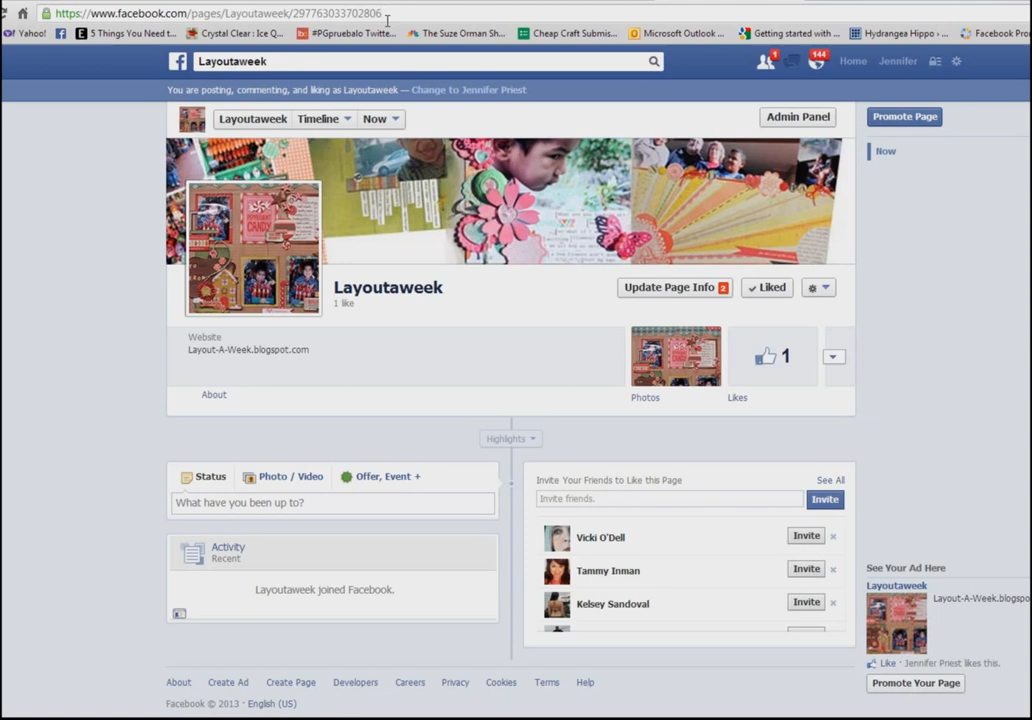 https://www.facebook.com/pages/Layoutaweek/297763033702806
Yahoo!
5 Things You Need t...
Crystal Clear : Ice Q...
#PGpruebalo Twitte...
The Suze Orman Sh...
Cheap Craft Submis...
Microsoft Outlook ...
Getting started with ...
Hydrangea Hippo › ...
Facebook Pro
Layoutaweek
1
144
Home
Jennifer
You are posting, commenting, and liking as Layoutaweek — Change to Jennifer Priest
Layoutaweek
Timeline
Now
Admin Panel
Promote Page
Now
CANDY
Layoutaweek
1 like
Update Page Info 2
Liked
Website
Layout-A-Week.blogspot.com
About
Photos
1
Likes
Highlights
Status
Photo / Video
Offer, Event +
What have you been up to?
Activity
Recent
Layoutaweek joined Facebook.
Invite Your Friends to Like this Page
See All
Invite friends.
Invite
Vicki O'Dell
Invite
Tammy Inman
Invite
Kelsey Sandoval
Invite
See Your Ad Here
Layoutaweek
Layout-A-Week.blogspo
Like · Jennifer Priest likes this.
Promote Your Page
About
Create Ad
Create Page
Developers
Careers
Privacy
Cookies
Terms
Help
Facebook © 2013 · English (US)